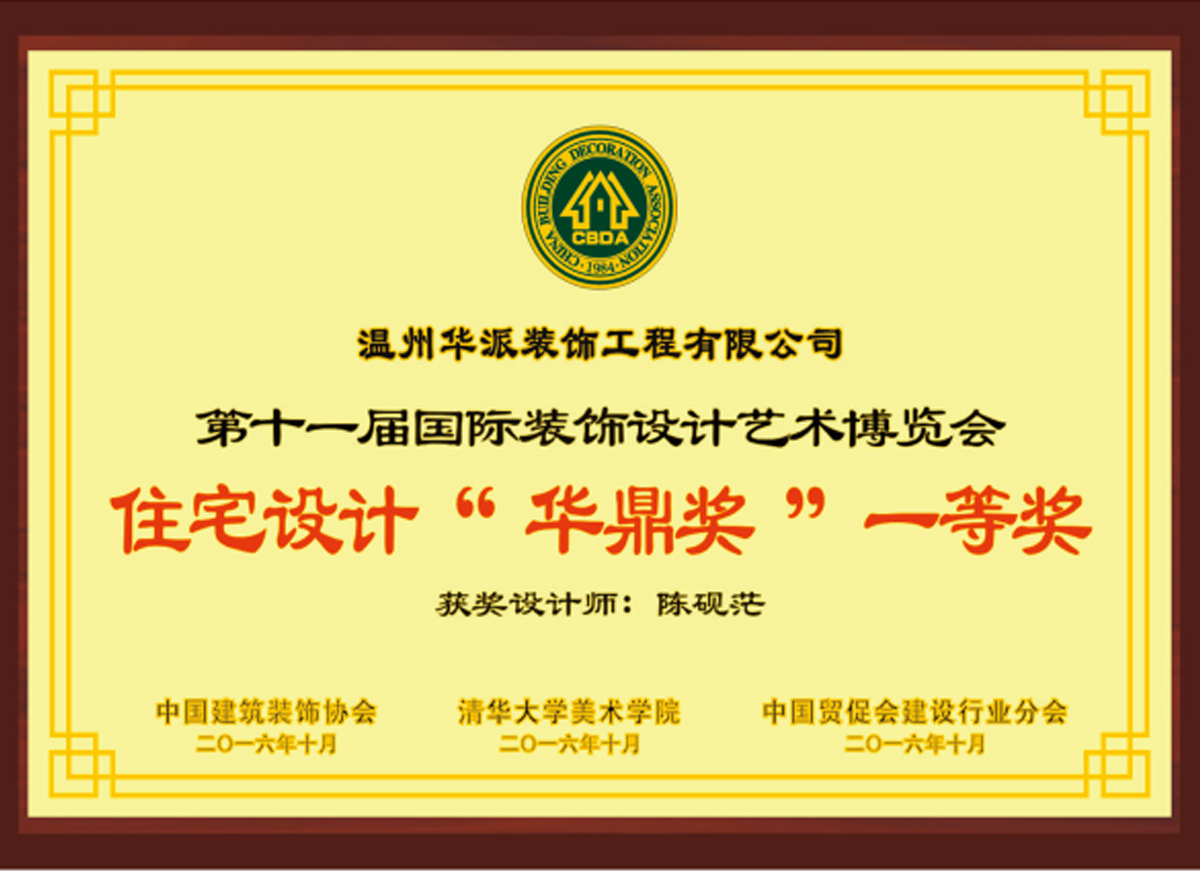 CHINA BUILDING DECORATION ASSOCIATION
CBDA
·1984·
温州华派装饰工程有限公司
第十一届国际装饰设计艺术博览会
住宅设计“华鼎奖”一等奖
获奖设计师：陈砚茫
中国建筑装饰协会 清华大学美术学院 中国贸促会建设行业分会
二〇一六年十月 二〇一六年十月 二〇一六年十月